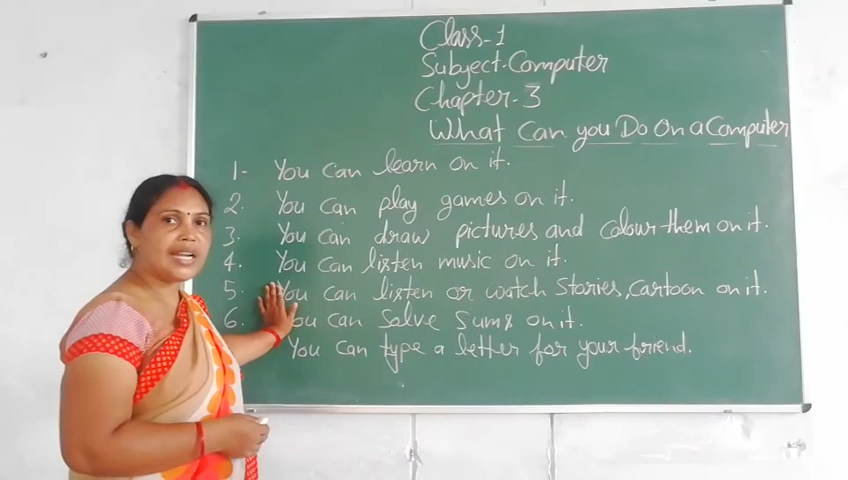 Class-1
Subject-Computer
Chapter-3
What Can you Do On a Computer
1- You can learn on it.
2. You can play games on it.
3. You can draw pictures and colour them on it.
4. You can listen music on it.
5. You can listen or watch Stories, cartoon on it.
6. You can Solve Sums on it.
You can type a letter for your friend.